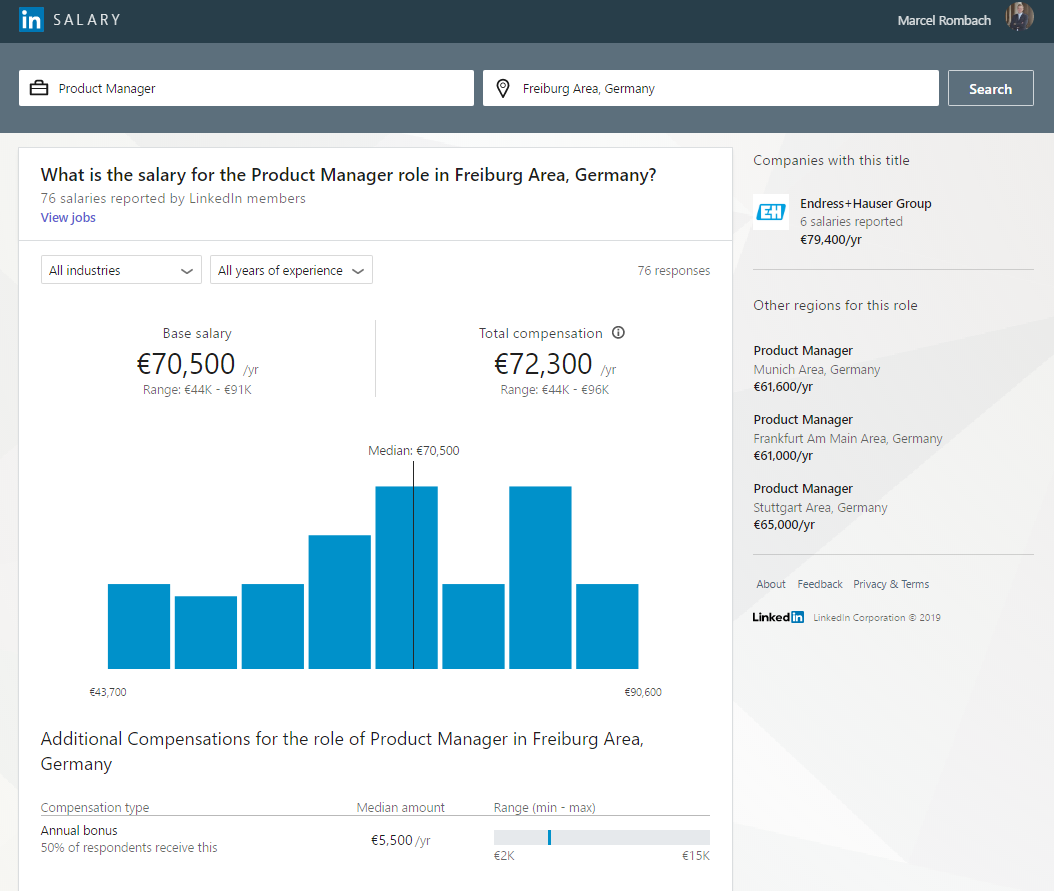 in SALARY
Marcel Rombach
Product Manager
Freiburg Area, Germany
Search
What is the salary for the Product Manager role in Freiburg Area, Germany?
76 salaries reported by LinkedIn members
View jobs
All industries
All years of experience
76 responses
Base salary
€70,500 /yr
Range: €44K - €91K
Total compensation
€72,300 /yr
Range: €44K - €96K
Median: €70,500
€43,700
€90,600
Additional Compensations for the role of Product Manager in Freiburg Area,
Germany
Compensation type
Median amount
Range (min - max)
Annual bonus
50% of respondents receive this
€5,500 /yr
€2K
€15K
Companies with this title
EH
Endress+Hauser Group
6 salaries reported
€79,400/yr
Other regions for this role
Product Manager
Munich Area, Germany
€61,600/yr
Product Manager
Frankfurt Am Main Area, Germany
€61,000/yr
Product Manager
Stuttgart Area, Germany
€65,000/yr
About Feedback Privacy & Terms
LinkedIn LinkedIn Corporation © 2019